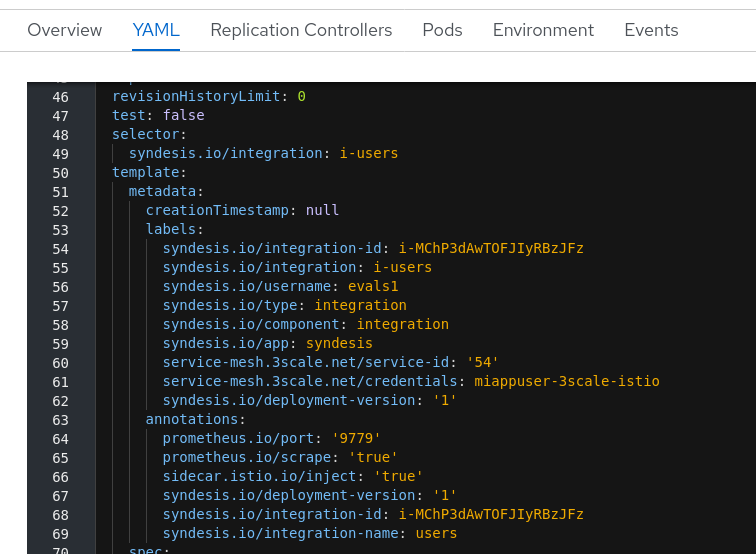 Overview YAML Replication Controllers Pods Environment Events
46 revisionHistoryLimit: 0
47 test: false
48 selector:
49 syndesis.io/integration: i-users
50 template:
51 metadata:
52 creationTimestamp: null
53 labels:
54 syndesis.io/integration-id: i-MChP3dAwTOFJIyRBzJFz
55 syndesis.io/integration: i-users
56 syndesis.io/username: evals1
57 syndesis.io/type: integration
58 syndesis.io/component: integration
59 syndesis.io/app: syndesis
60 service-mesh.3scale.net/service-id: '54'
61 service-mesh.3scale.net/credentials: miappuser-3scale-istio
62 syndesis.io/deployment-version: '1'
63 annotations:
64 prometheus.io/port: '9779'
65 prometheus.io/scrape: 'true'
66 sidecar.istio.io/inject: 'true'
67 syndesis.io/deployment-version: '1'
68 syndesis.io/integration-id: i-MChP3dAwTOFJIyRBzJFz
69 syndesis.io/integration-name: users
70 spec: